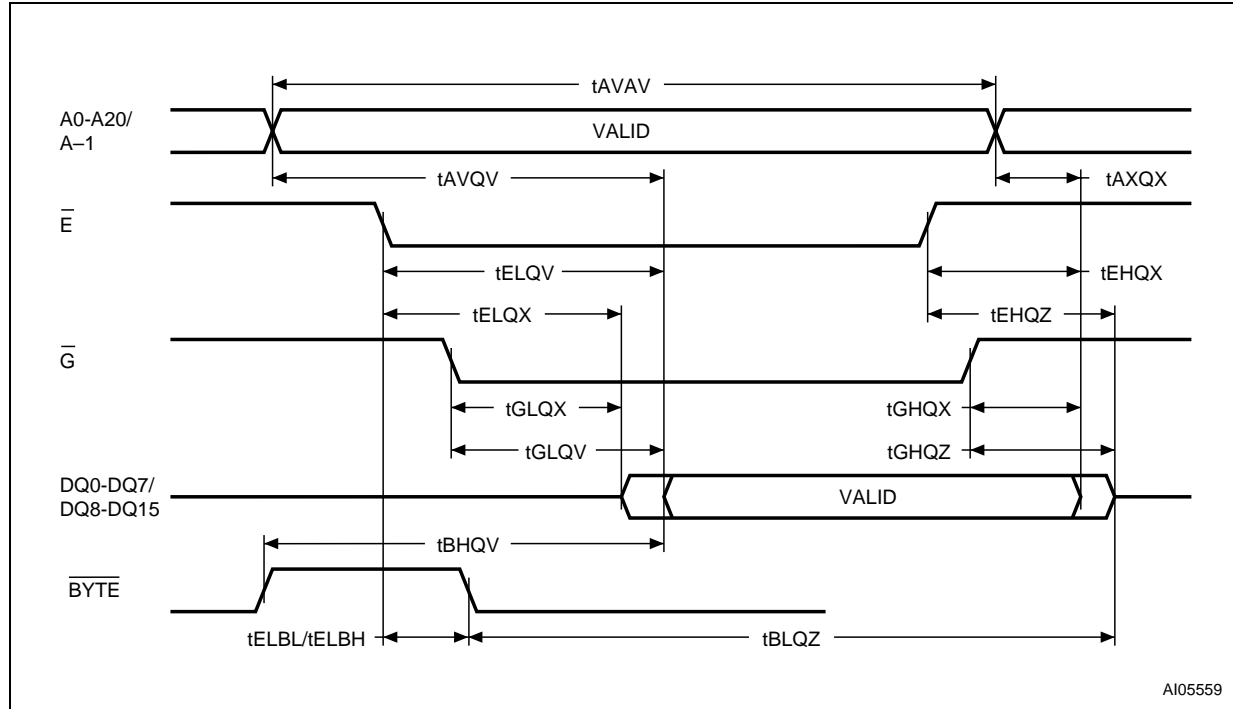 tAVAV
A0-A20/
A–1
VALID
tAVQV
tAXQX
E̅
tELQV
tEHQX
tELQX
tEHQZ
G̅
tGLQX
tGHQX
tGLQV
tGHQZ
DQ0-DQ7/
DQ8-DQ15
VALID
tBHQV
B̅Y̅T̅E̅
tELBL/tELBH
tBLQZ
AI05559